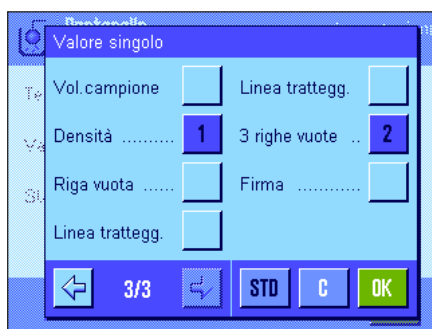 Valore singolo
Vol.campione
Linea trattegg.
Densità .......... 1
3 righe vuote .. 2
Riga vuota ......
Firma ............
Linea trattegg.
3/3 STD C OK